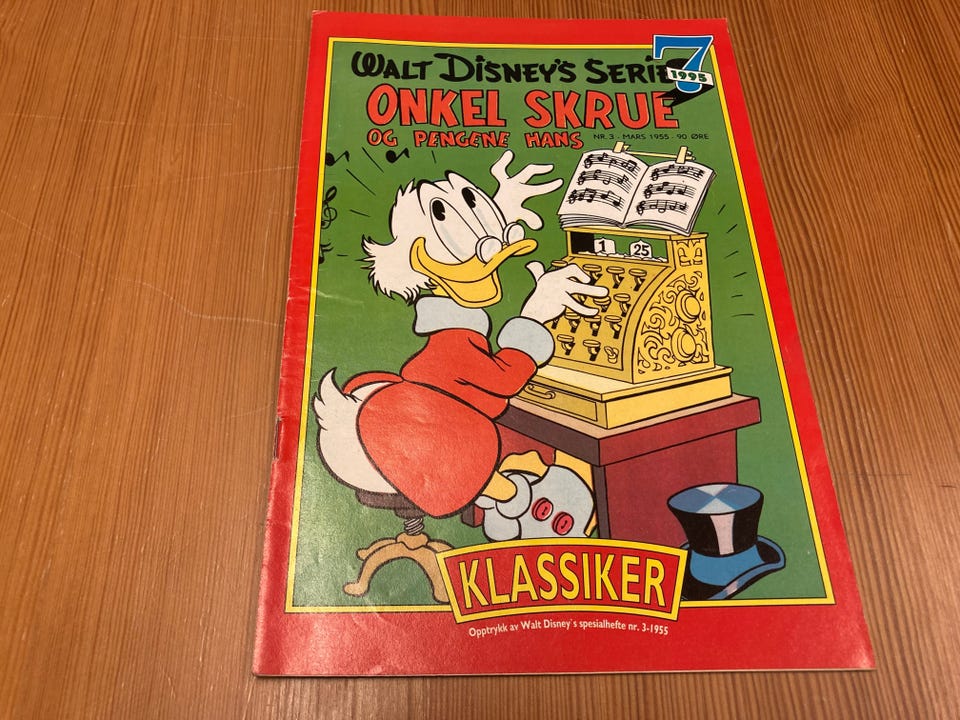 WALT DISNEY'S SERIE
7
1995
ONKEL SKRUE
OG PENGENE HANS
NR. 3 · MARS 1955 · 90 ØRE
1 25
KLASSIKER
Opptrykk av Walt Disney's spesialhefte nr. 3-1955